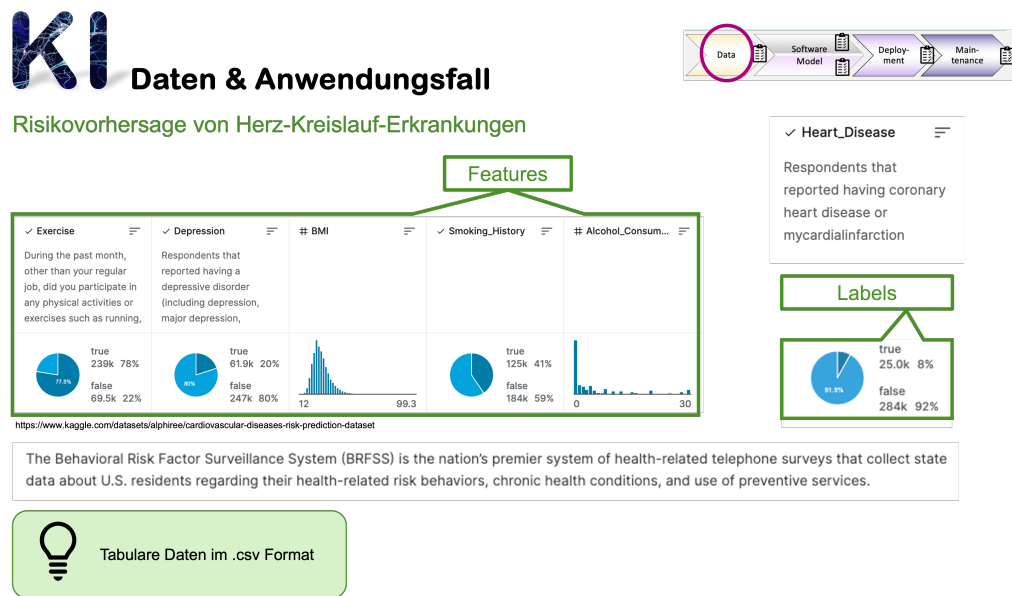 KI Daten & Anwendungsfall
Data
Software
Model
Deploy-
ment
Main-
tenance
Risikovorhersage von Herz-Kreislauf-Erkrankungen
Features
Exercise
During the past month,
other than your regular
job, did you participate in
any physical activities or
exercises such as running,
77.5%
true
239k 78%
false
69.5k 22%
Depression
Respondents that
reported having a
depressive disorder
(including depression,
major depression,
80%
true
61.9k 20%
false
247k 80%
# BMI
12 99.3
Smoking_History
true
125k 41%
false
184k 59%
# Alcohol_Consum...
0 30
Heart_Disease
Respondents that
reported having coronary
heart disease or
mycardialinfarction
Labels
91.9%
true
25.0k 8%
false
284k 92%
https://www.kaggle.com/datasets/alphiree/cardiovascular-diseases-risk-prediction-dataset
The Behavioral Risk Factor Surveillance System (BRFSS) is the nation's premier system of health-related telephone surveys that collect state
data about U.S. residents regarding their health-related risk behaviors, chronic health conditions, and use of preventive services.
Tabulare Daten im .csv Format